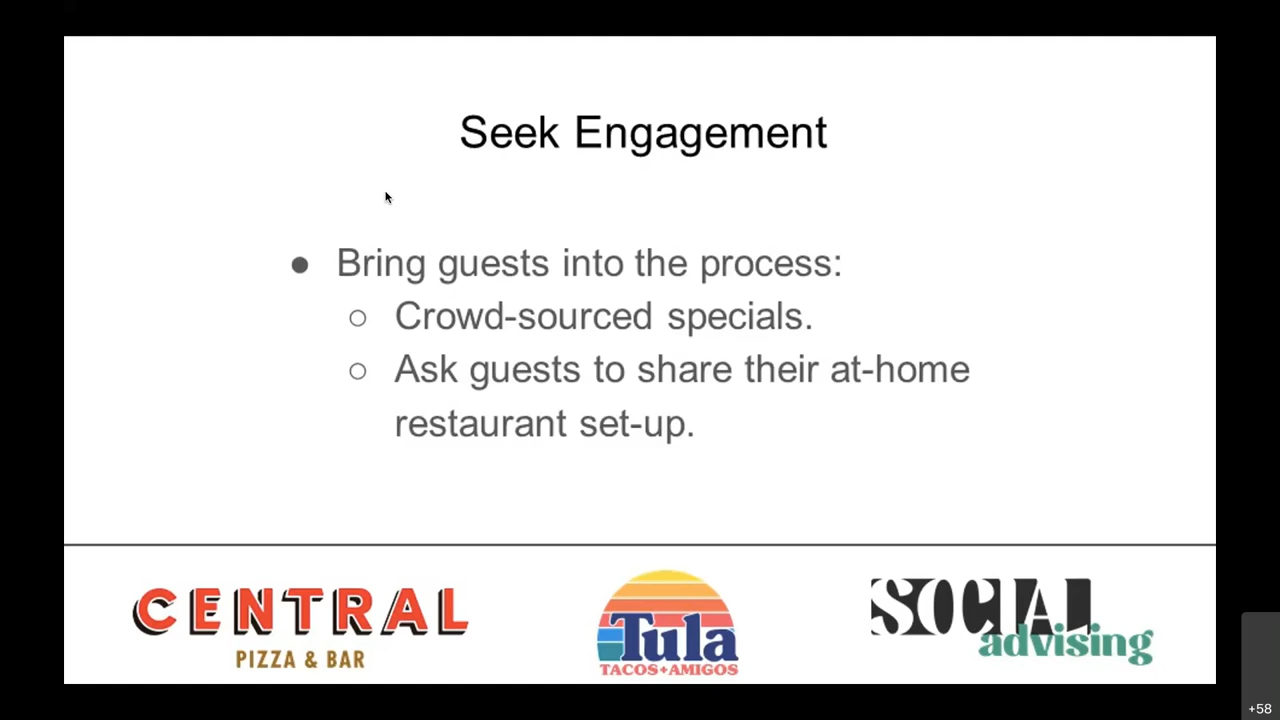 Seek Engagement
● Bring guests into the process:
○ Crowd-sourced specials.
○ Ask guests to share their at-home
restaurant set-up.
CENTRAL
PIZZA & BAR
Tula
TACOS+AMIGOS
SOCIAL
advising
+58